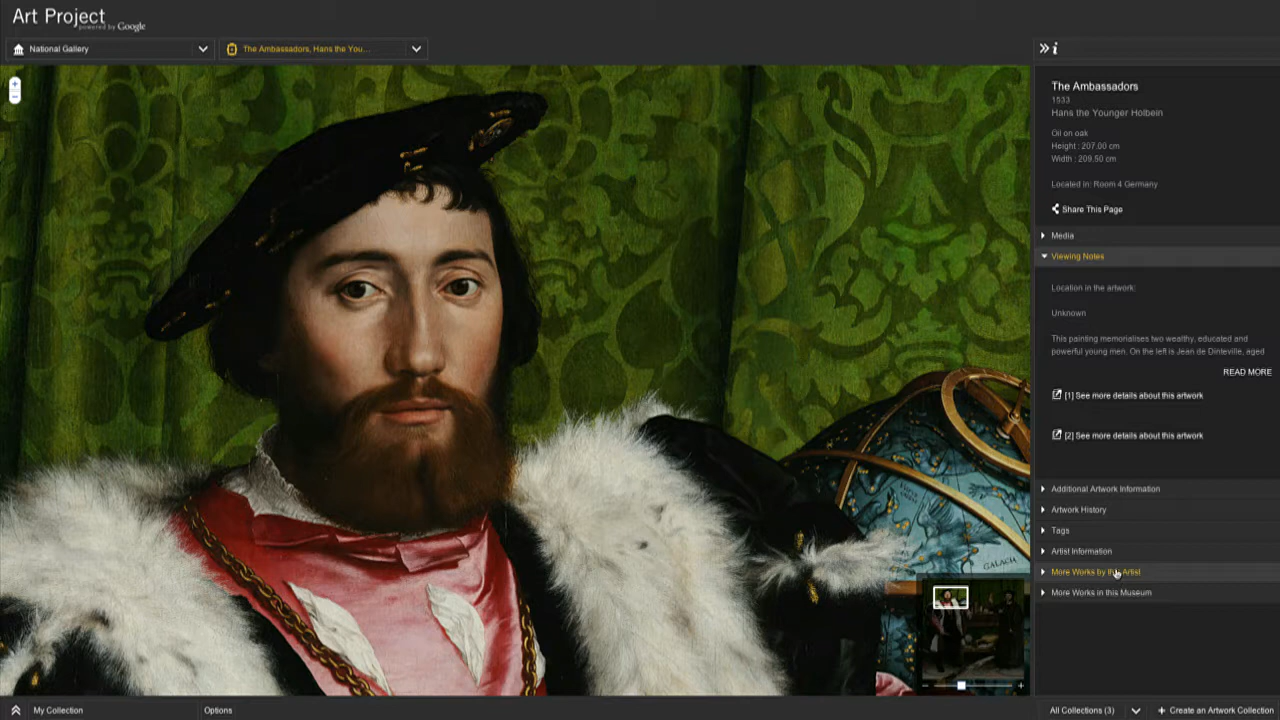 Art Project
powered by Google
National Gallery
The Ambassadors, Hans the You...
i
The Ambassadors
1533
Hans the Younger Holbein
Oil on oak
Height : 207.00 cm
Width : 209.50 cm
Located in: Room 4 Germany
Share This Page
Media
Viewing Notes
Location in the artwork:
Unknown
This painting memorialises two wealthy, educated and
powerful young men. On the left is Jean de Dinteville, aged
READ MORE
[1] See more details about this artwork
[2] See more details about this artwork
Additional Artwork Information
Artwork History
Tags
Artist Information
More Works by this Artist
More Works in this Museum
GALACH
My Collection
Options
All Collections (3)
+ Create an Artwork Collection